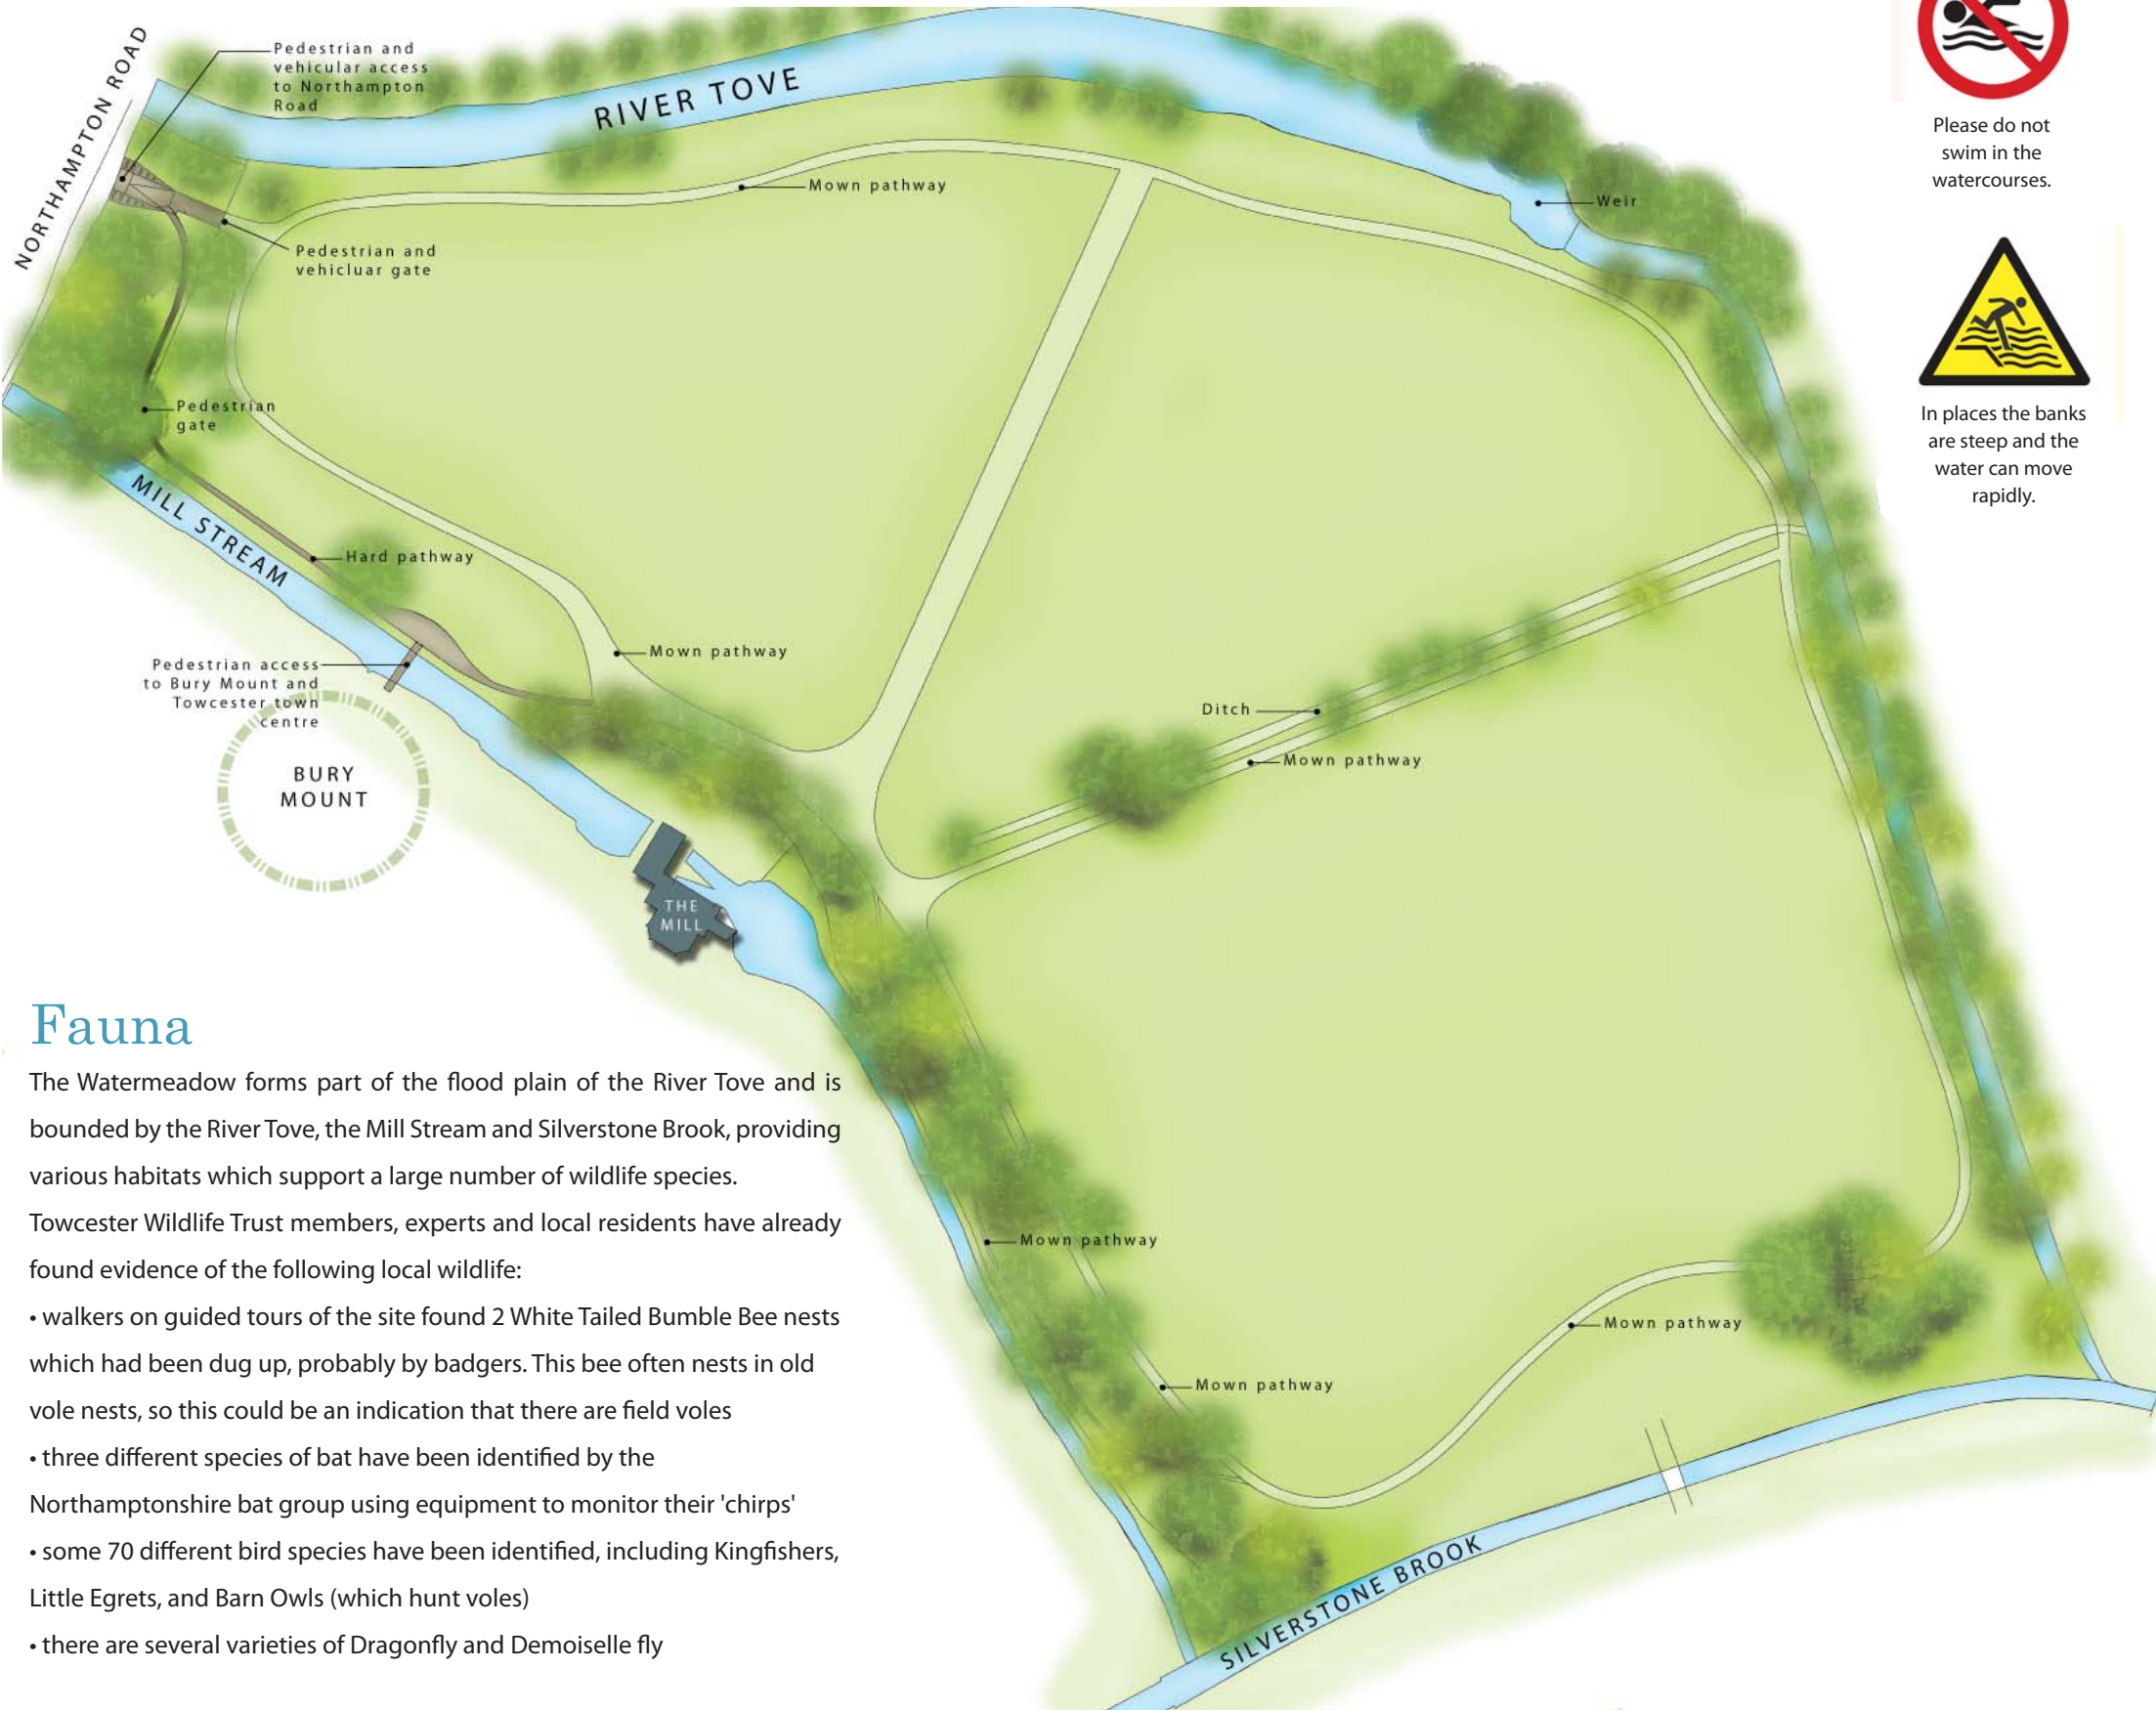 NORTHAMPTON ROAD
Pedestrian and
vehicular access
to Northampton
Road
RIVER TOVE
Mown pathway
Weir
Pedestrian and
vehicluar gate
Pedestrian
gate
MILL STREAM
Hard pathway
Mown pathway
Pedestrian access
to Bury Mount and
Towcester town
centre
BURY
MOUNT
Ditch
Mown pathway
THE
MILL
Mown pathway
Mown pathway
Mown pathway
SILVERSTONE BROOK
Please do not
swim in the
watercourses.
In places the banks
are steep and the
water can move
rapidly.
Fauna
The Watermeadow forms part of the flood plain of the River Tove and is
bounded by the River Tove, the Mill Stream and Silverstone Brook, providing
various habitats which support a large number of wildlife species.
Towcester Wildlife Trust members, experts and local residents have already
found evidence of the following local wildlife:
• walkers on guided tours of the site found 2 White Tailed Bumble Bee nests
which had been dug up, probably by badgers. This bee often nests in old
vole nests, so this could be an indication that there are field voles
• three different species of bat have been identified by the
Northamptonshire bat group using equipment to monitor their 'chirps'
• some 70 different bird species have been identified, including Kingfishers,
Little Egrets, and Barn Owls (which hunt voles)
• there are several varieties of Dragonfly and Demoiselle fly